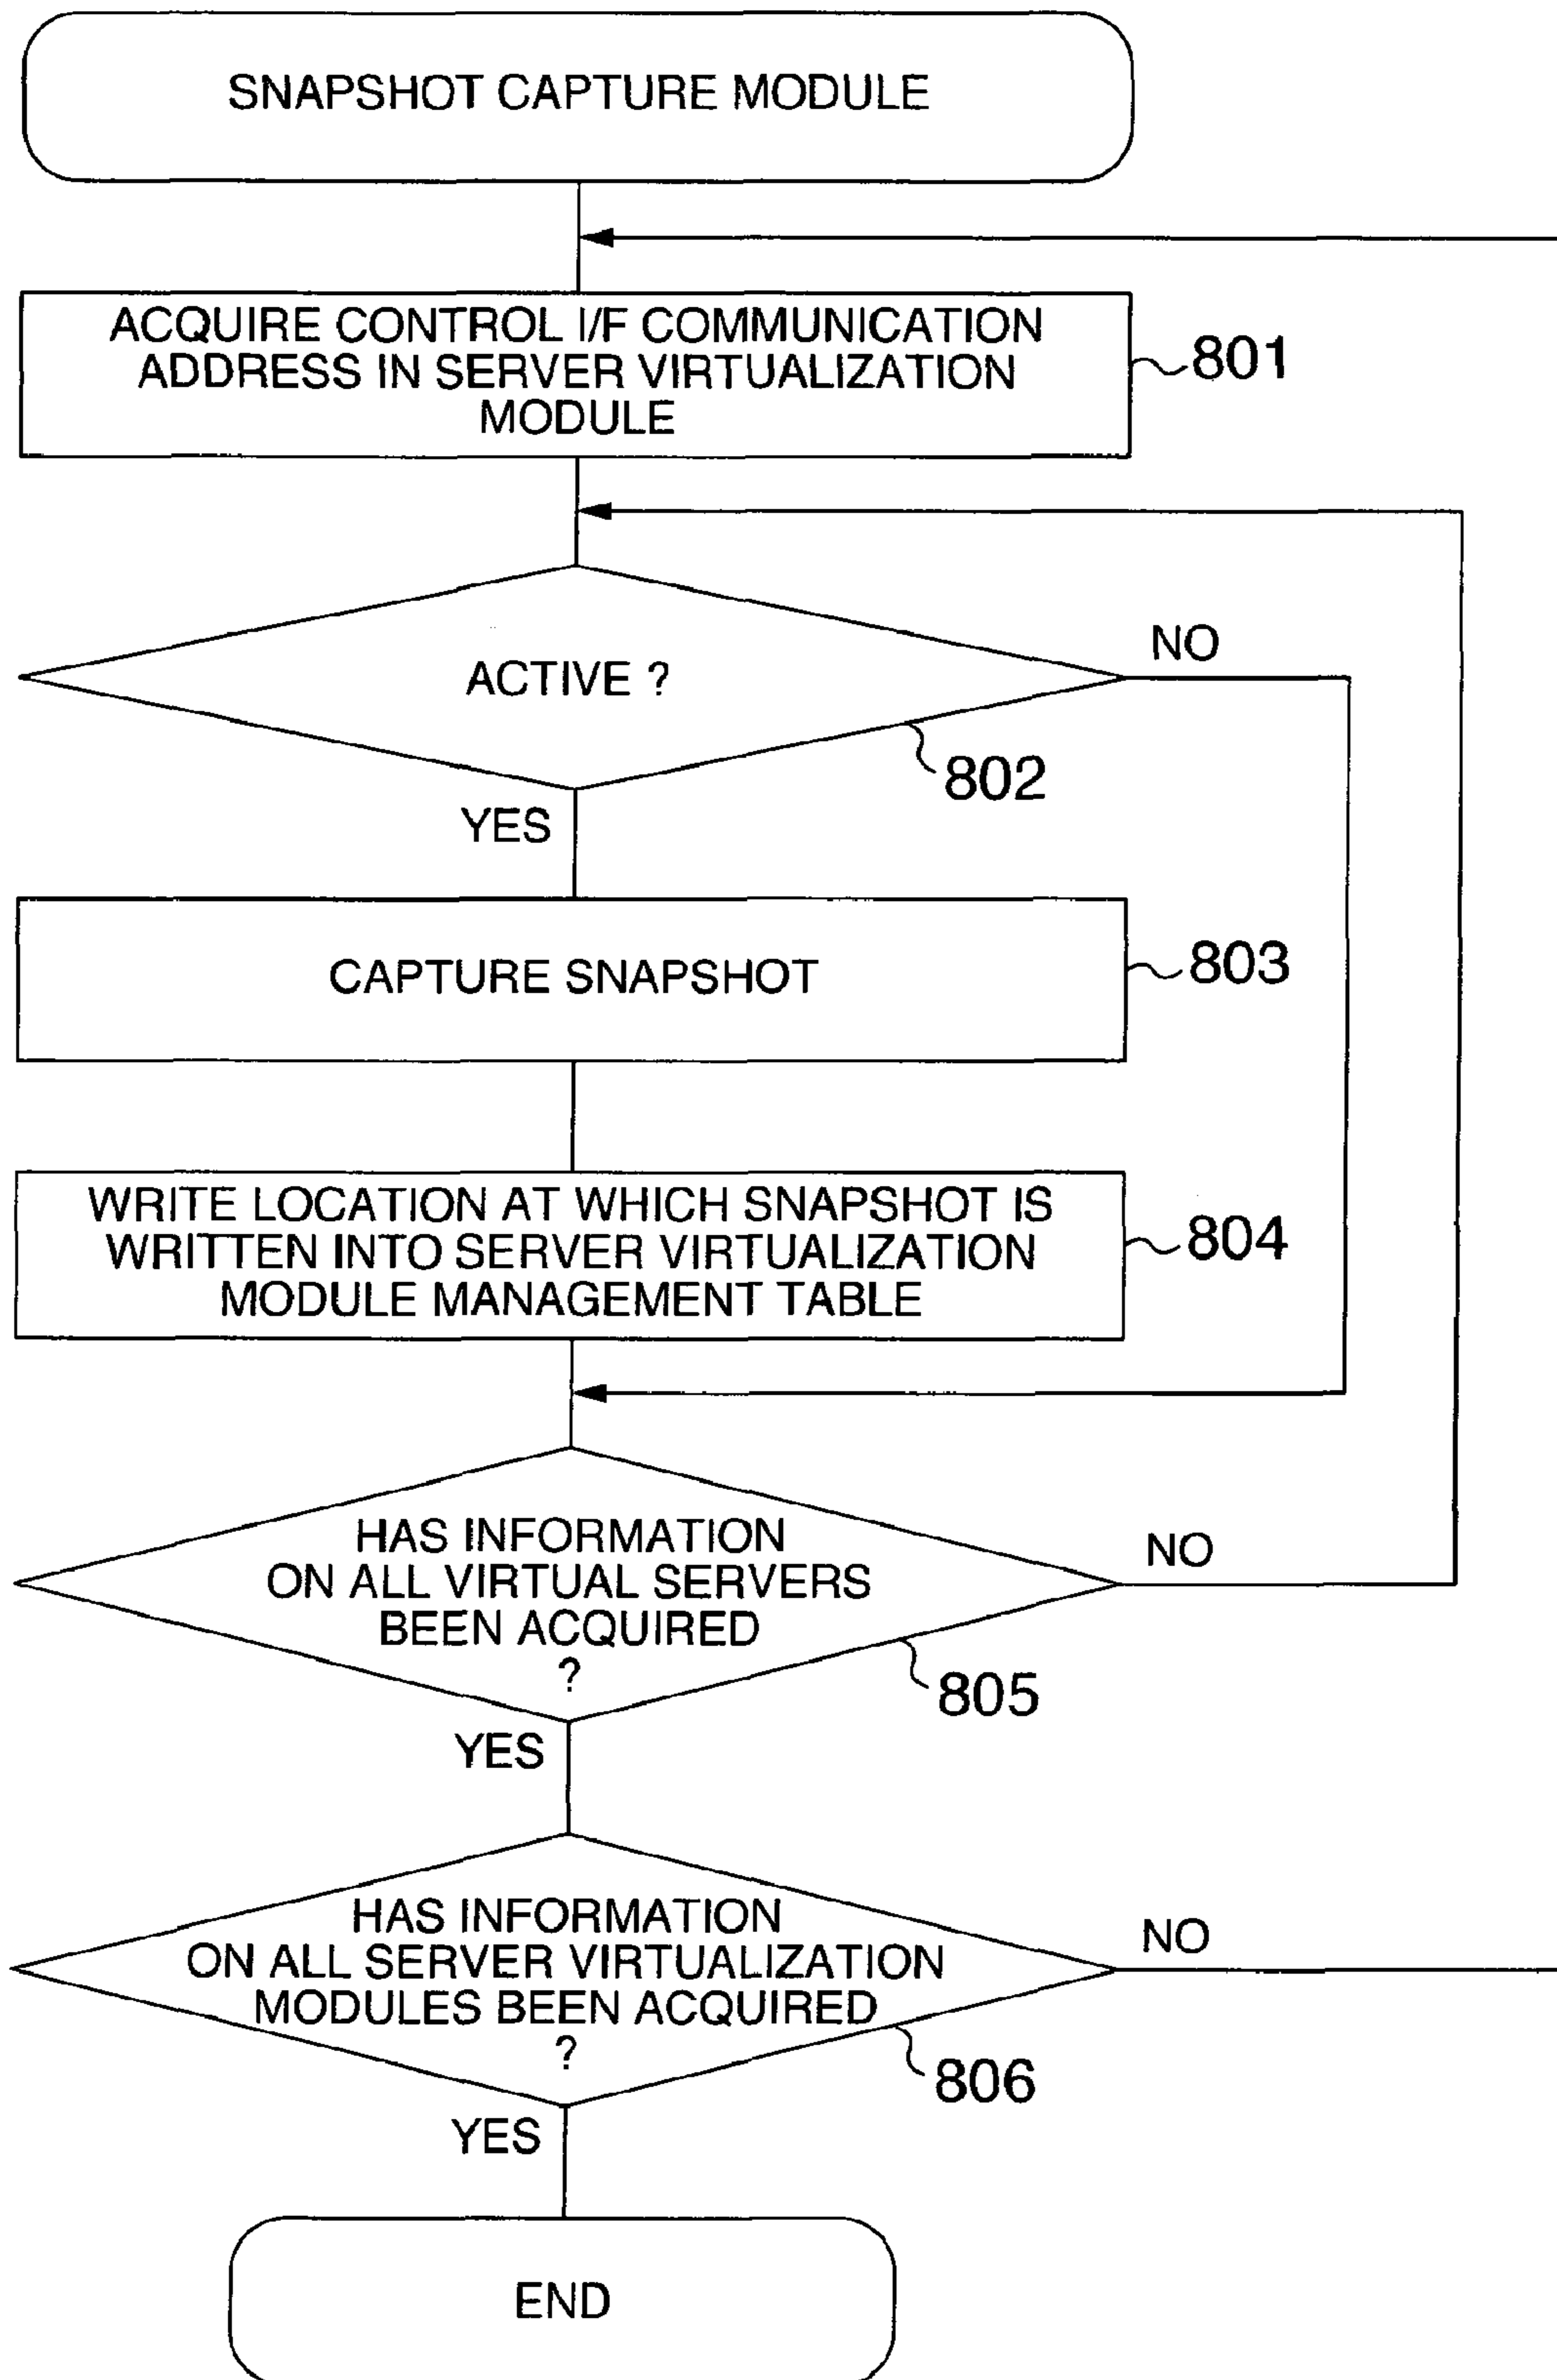 SNAPSHOT CAPTURE MODULE
ACQUIRE CONTROL I/F COMMUNICATION
ADDRESS IN SERVER VIRTUALIZATION
MODULE
801
ACTIVE ?
NO
802
YES
CAPTURE SNAPSHOT
803
WRITE LOCATION AT WHICH SNAPSHOT IS
WRITTEN INTO SERVER VIRTUALIZATION
MODULE MANAGEMENT TABLE
804
HAS INFORMATION
ON ALL VIRTUAL SERVERS
BEEN ACQUIRED
?
NO
805
YES
HAS INFORMATION
ON ALL SERVER VIRTUALIZATION
MODULES BEEN ACQUIRED
?
NO
806
YES
END